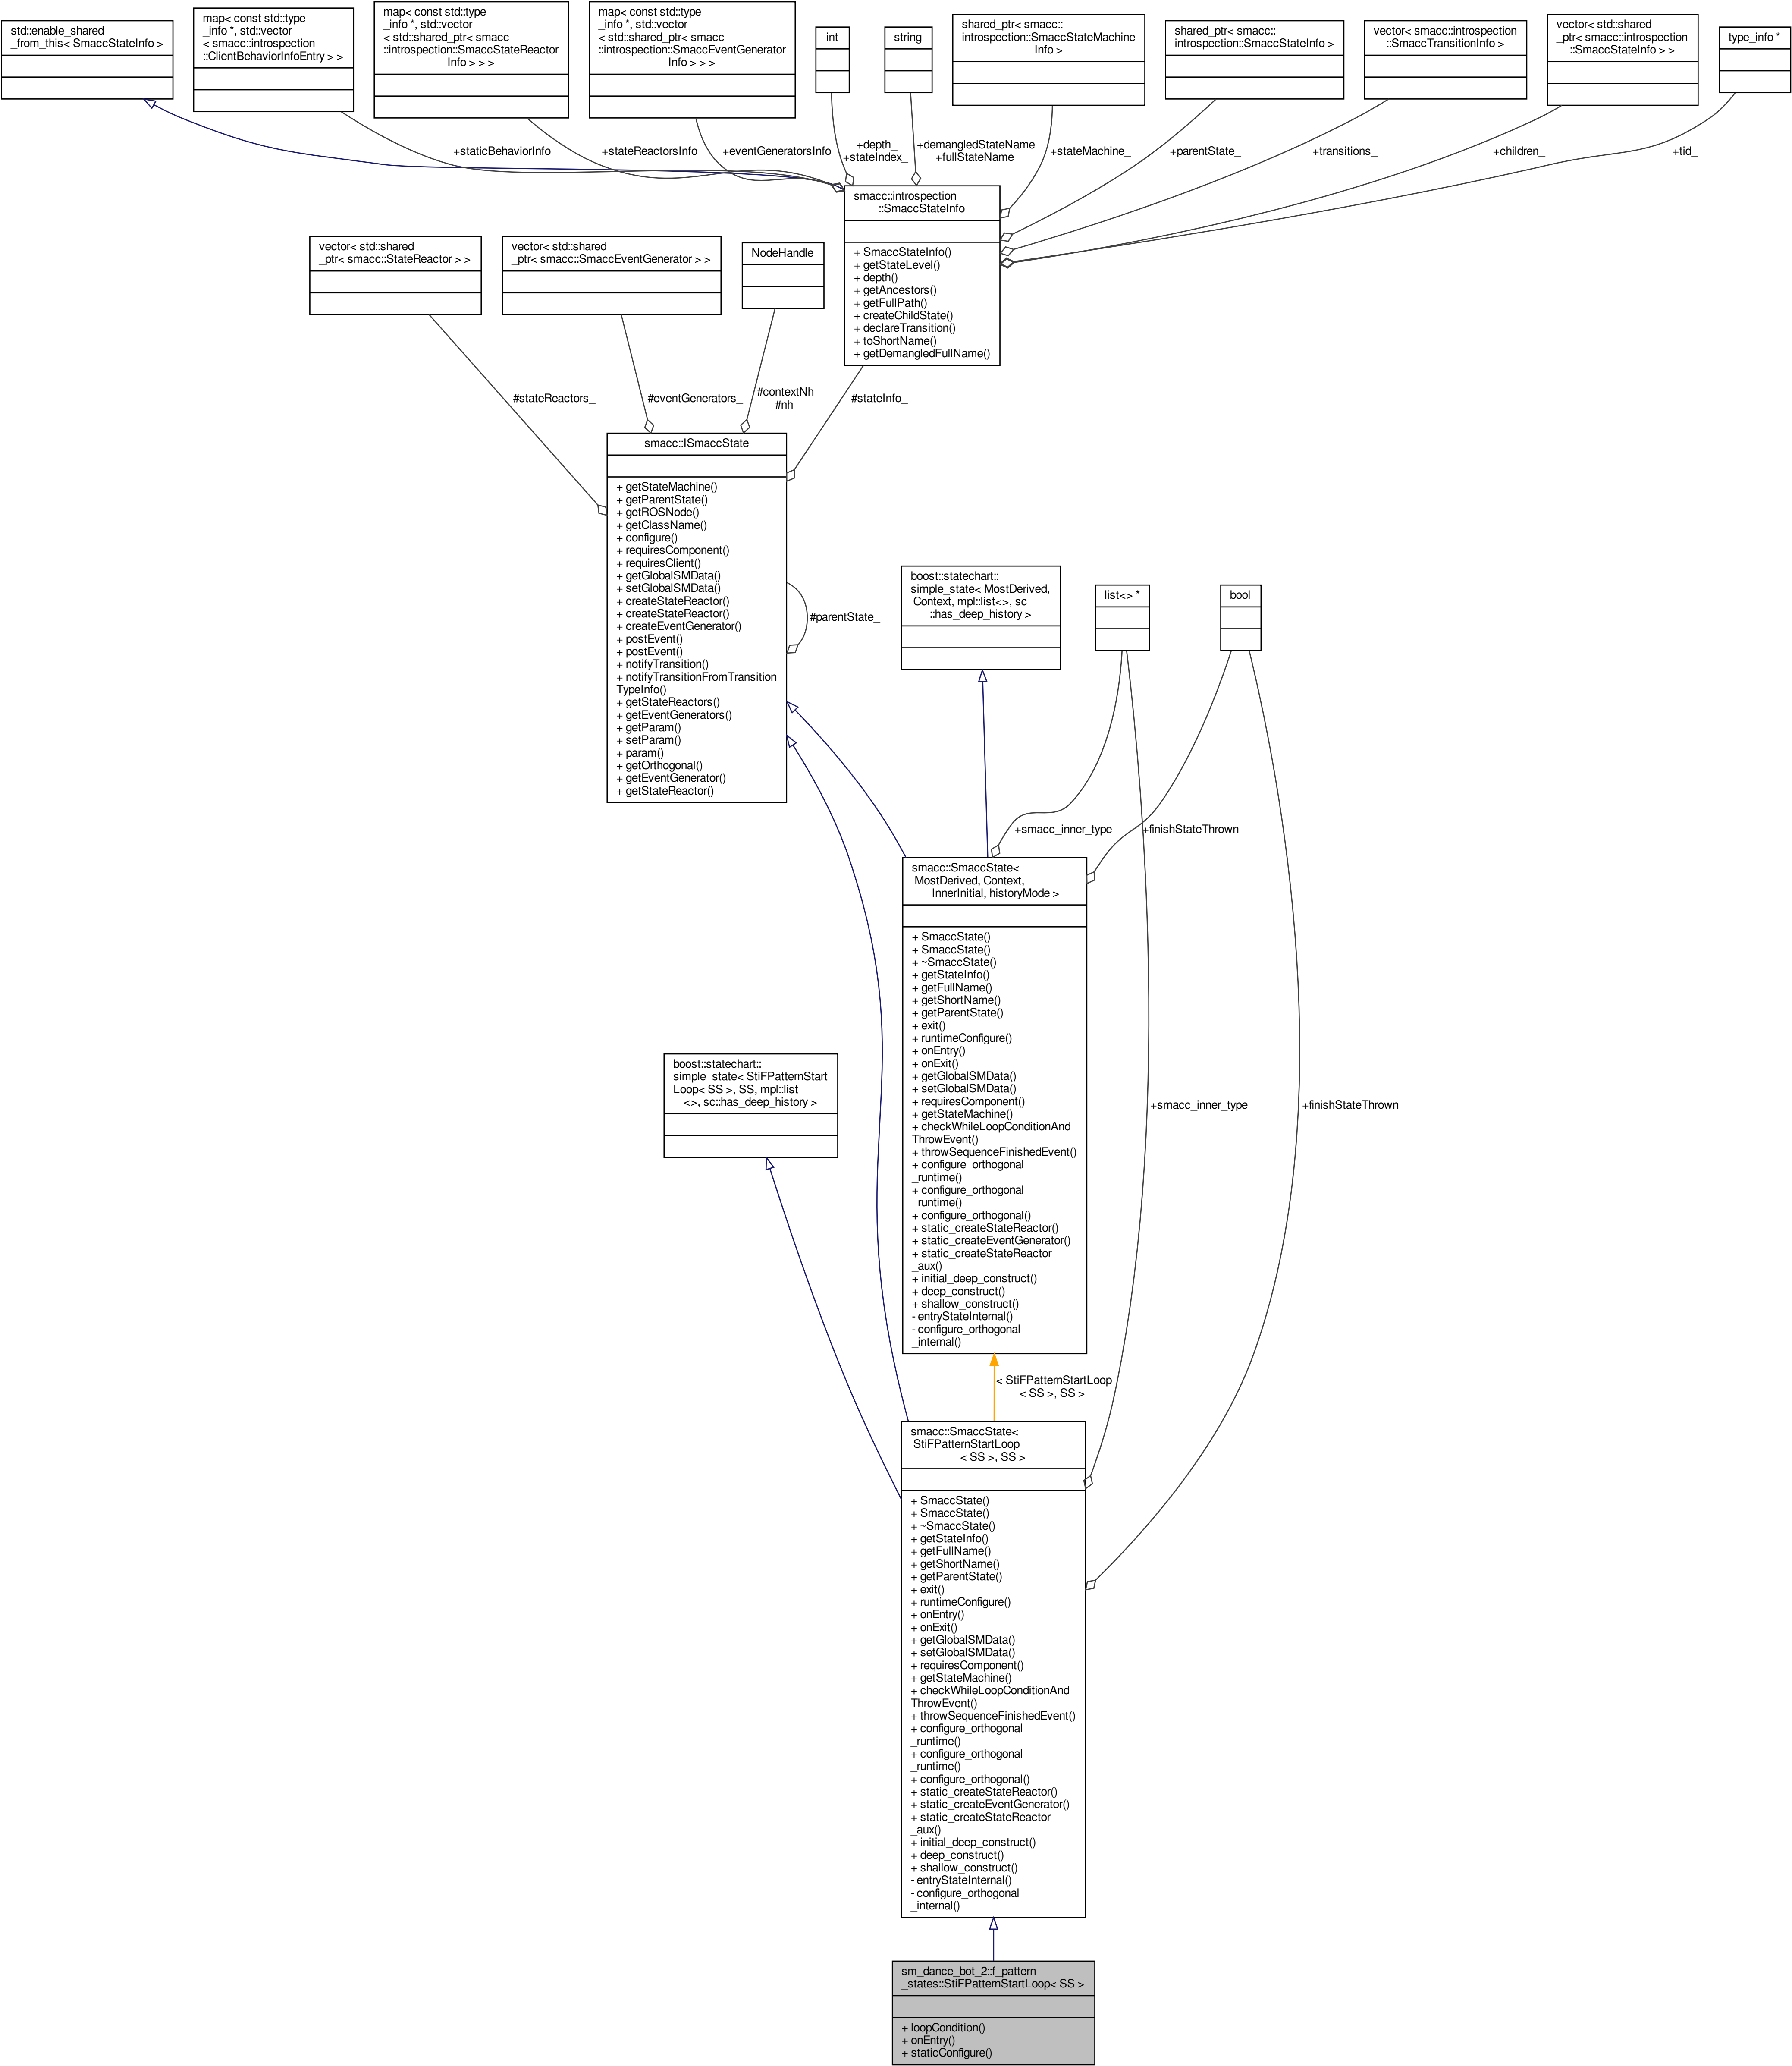 std::enable_shared
_from_this< SmaccStateInfo >
map< const std::type
_info *, std::vector
< smacc::introspection
::ClientBehaviorInfoEntry > >
map< const std::type
_info *, std::vector
< std::shared_ptr< smacc
::introspection::SmaccStateReactor
Info > > >
map< const std::type
_info *, std::vector
< std::shared_ptr< smacc
::introspection::SmaccEventGenerator
Info > > >
int
string
shared_ptr< smacc::
introspection::SmaccStateMachine
Info >
shared_ptr< smacc::
introspection::SmaccStateInfo >
vector< smacc::introspection
::SmaccTransitionInfo >
vector< std::shared
_ptr< smacc::introspection
::SmaccStateInfo > >
type_info *
+staticBehaviorInfo
+stateReactorsInfo
+eventGeneratorsInfo
+depth_
+stateIndex_
+demangledStateName
+fullStateName
+stateMachine_
+parentState_
+transitions_
+children_
+tid_
smacc::introspection
::SmaccStateInfo
+ SmaccStateInfo()
+ getStateLevel()
+ depth()
+ getAncestors()
+ getFullPath()
+ createChildState()
+ declareTransition()
+ toShortName()
+ getDemangledFullName()
vector< std::shared
_ptr< smacc::StateReactor > >
vector< std::shared
_ptr< smacc::SmaccEventGenerator > >
NodeHandle
#stateReactors_
#eventGenerators_
#contextNh
#nh
#stateInfo_
smacc::ISmaccState
+ getStateMachine()
+ getParentState()
+ getROSNode()
+ getClassName()
+ configure()
+ requiresComponent()
+ requiresClient()
+ getGlobalSMData()
+ setGlobalSMData()
+ createStateReactor()
+ createStateReactor()
+ createEventGenerator()
+ postEvent()
+ postEvent()
+ notifyTransition()
+ notifyTransitionFromTransition
TypeInfo()
+ getStateReactors()
+ getEventGenerators()
+ getParam()
+ setParam()
+ param()
+ getOrthogonal()
+ getEventGenerator()
+ getStateReactor()
#parentState_
boost::statechart::
simple_state< MostDerived,
Context, mpl::list<>, sc
::has_deep_history >
list<> *
bool
+smacc_inner_type
+finishStateThrown
smacc::SmaccState<
MostDerived, Context,
InnerInitial, historyMode >
+ SmaccState()
+ SmaccState()
+ ~SmaccState()
+ getStateInfo()
+ getFullName()
+ getShortName()
+ getParentState()
+ exit()
+ runtimeConfigure()
+ onEntry()
+ onExit()
+ getGlobalSMData()
+ setGlobalSMData()
+ requiresComponent()
+ getStateMachine()
+ checkWhileLoopConditionAnd
ThrowEvent()
+ throwSequenceFinishedEvent()
+ configure_orthogonal
_runtime()
+ configure_orthogonal
_runtime()
+ configure_orthogonal()
+ static_createStateReactor()
+ static_createEventGenerator()
+ static_createStateReactor
_aux()
+ initial_deep_construct()
+ deep_construct()
+ shallow_construct()
- entryStateInternal()
- configure_orthogonal
_internal()
boost::statechart::
simple_state< StiFPatternStart
Loop< SS >, SS, mpl::list
<>, sc::has_deep_history >
+smacc_inner_type
+finishStateThrown
< StiFPatternStartLoop
< SS >, SS >
smacc::SmaccState<
StiFPatternStartLoop
< SS >, SS >
+ SmaccState()
+ SmaccState()
+ ~SmaccState()
+ getStateInfo()
+ getFullName()
+ getShortName()
+ getParentState()
+ exit()
+ runtimeConfigure()
+ onEntry()
+ onExit()
+ getGlobalSMData()
+ setGlobalSMData()
+ requiresComponent()
+ getStateMachine()
+ checkWhileLoopConditionAnd
ThrowEvent()
+ throwSequenceFinishedEvent()
+ configure_orthogonal
_runtime()
+ configure_orthogonal
_runtime()
+ configure_orthogonal()
+ static_createStateReactor()
+ static_createEventGenerator()
+ static_createStateReactor
_aux()
+ initial_deep_construct()
+ deep_construct()
+ shallow_construct()
- entryStateInternal()
- configure_orthogonal
_internal()
sm_dance_bot_2::f_pattern
_states::StiFPatternStartLoop< SS >
+ loopCondition()
+ onEntry()
+ staticConfigure()